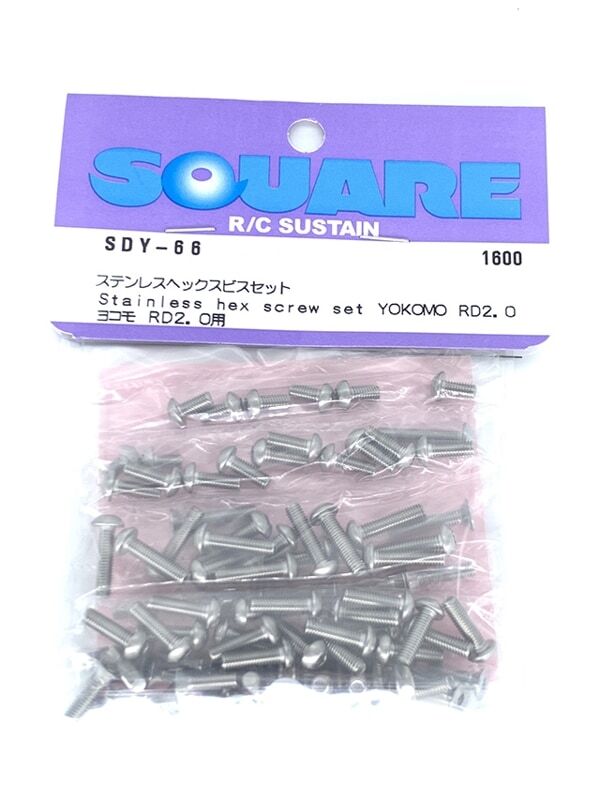 SQUARE
R/C SUSTAIN
SDY-66 1600
ステンレスヘックスビスセット
Stainless hex screw set YOKOMO RD2.0
ヨコモ RD2.0用